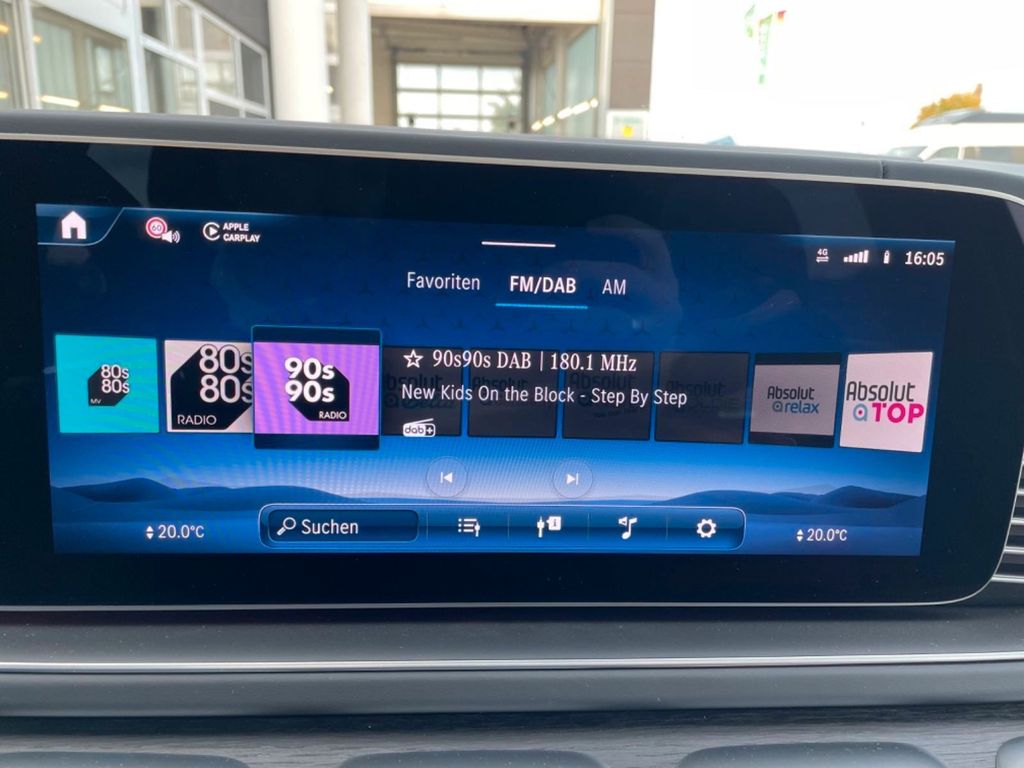 60
APPLE
CARPLAY
4G
16:05
Favoriten
FM/DAB
AM
80s
80s
MV
80s
80s
RADIO
90s
90s
RADIO
90s90s DAB | 180.1 MHz
New Kids On the Block - Step By Step
dab+
Absolut
relax
Absolut
a TOP
Suchen
20.0°C
20.0°C